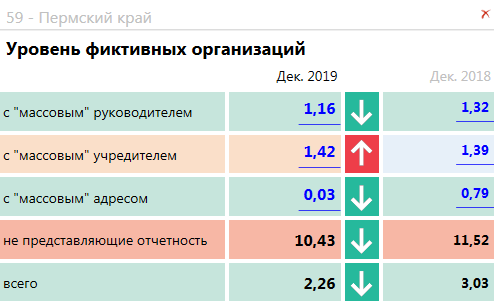 59 - Пермский край
Уровень фиктивных организаций
Дек. 2019 Дек. 2018
с "массовым" руководителем 1,16 1,32
с "массовым" учредителем 1,42 1,39
с "массовым" адресом 0,03 0,79
не представляющие отчетность 10,43 11,52
всего 2,26 3,03